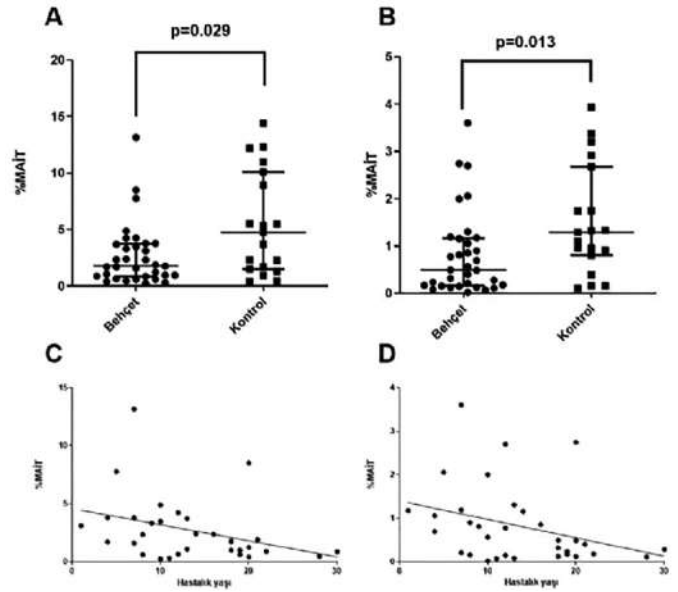 A
p=0.029
20
15
10
5
0
%MAİT
Behçet
Kontrol
B
p=0.013
5
4
3
2
1
0
%MAİT
Behçet
Kontrol
C
15
10
5
0
%MAİT
0
10
20
30
Hastalık yaşı
D
4
3
2
1
0
%MAİT
0
10
20
30
Hastalık yaşı